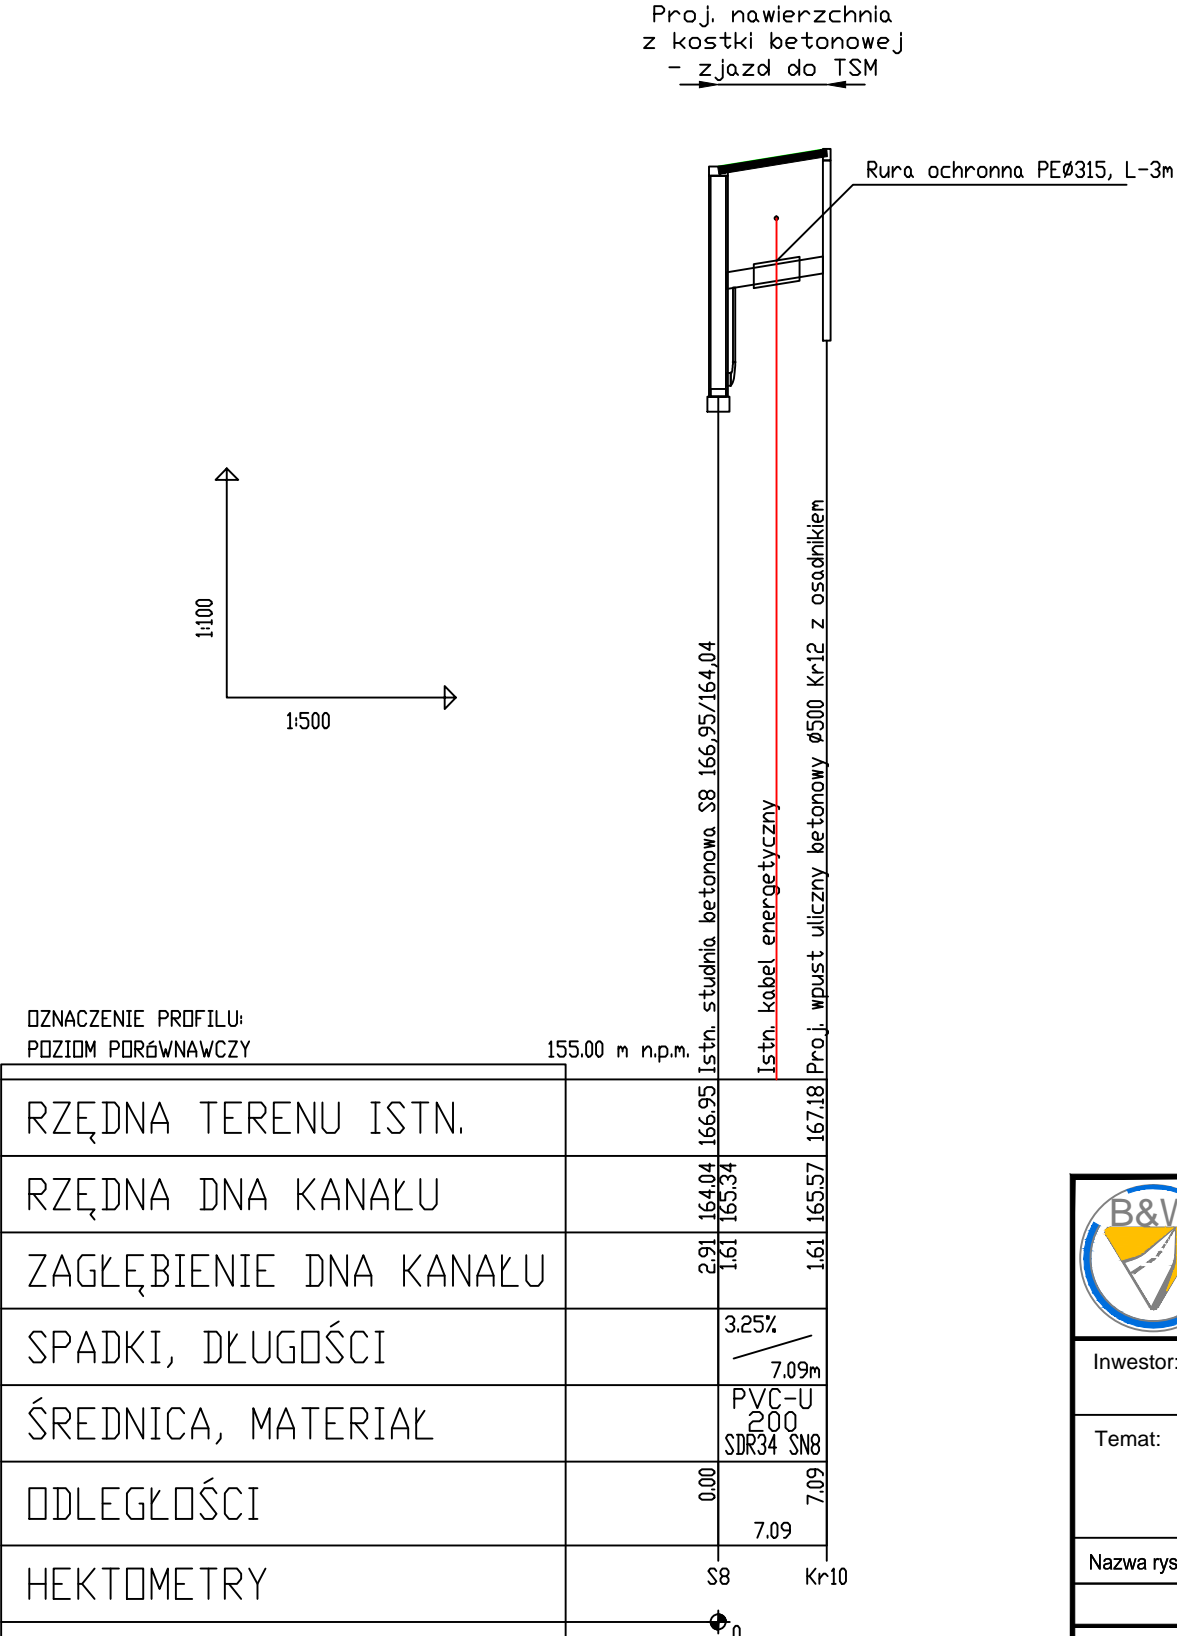 Proj. nawierzchnia
z kostki betonowej
- zjazd do TSM
Rura ochronna PEø315, L-3m
1:100
1:500
Istn. studnia betonowa S8 166,95/164,04
Istn. kabel energetyczny
Proj. wpust uliczny betonowy ø500 Kr12 z osadnikiem
OZNACZENIE PROFILU:
POZIOM PORóWNAWCZY 155.00 m n.p.m.
RZĘDNA TERENU ISTN. 166.95 167.18
RZĘDNA DNA KANAŁU 164.04 165.34 165.57
ZAGŁĘBIENIE DNA KANAŁU 2.91 1.61 1.61
SPADKI, DŁUGOŚCI 3.25% 7.09m
ŚREDNICA, MATERIAŁ PVC-U
200
SDR34 SN8
ODLEGŁOŚCI 0.00 7.09
7.09
HEKTOMETRY S8 Kr10
0
B&W
Inwestor:
Temat:
Nazwa rys